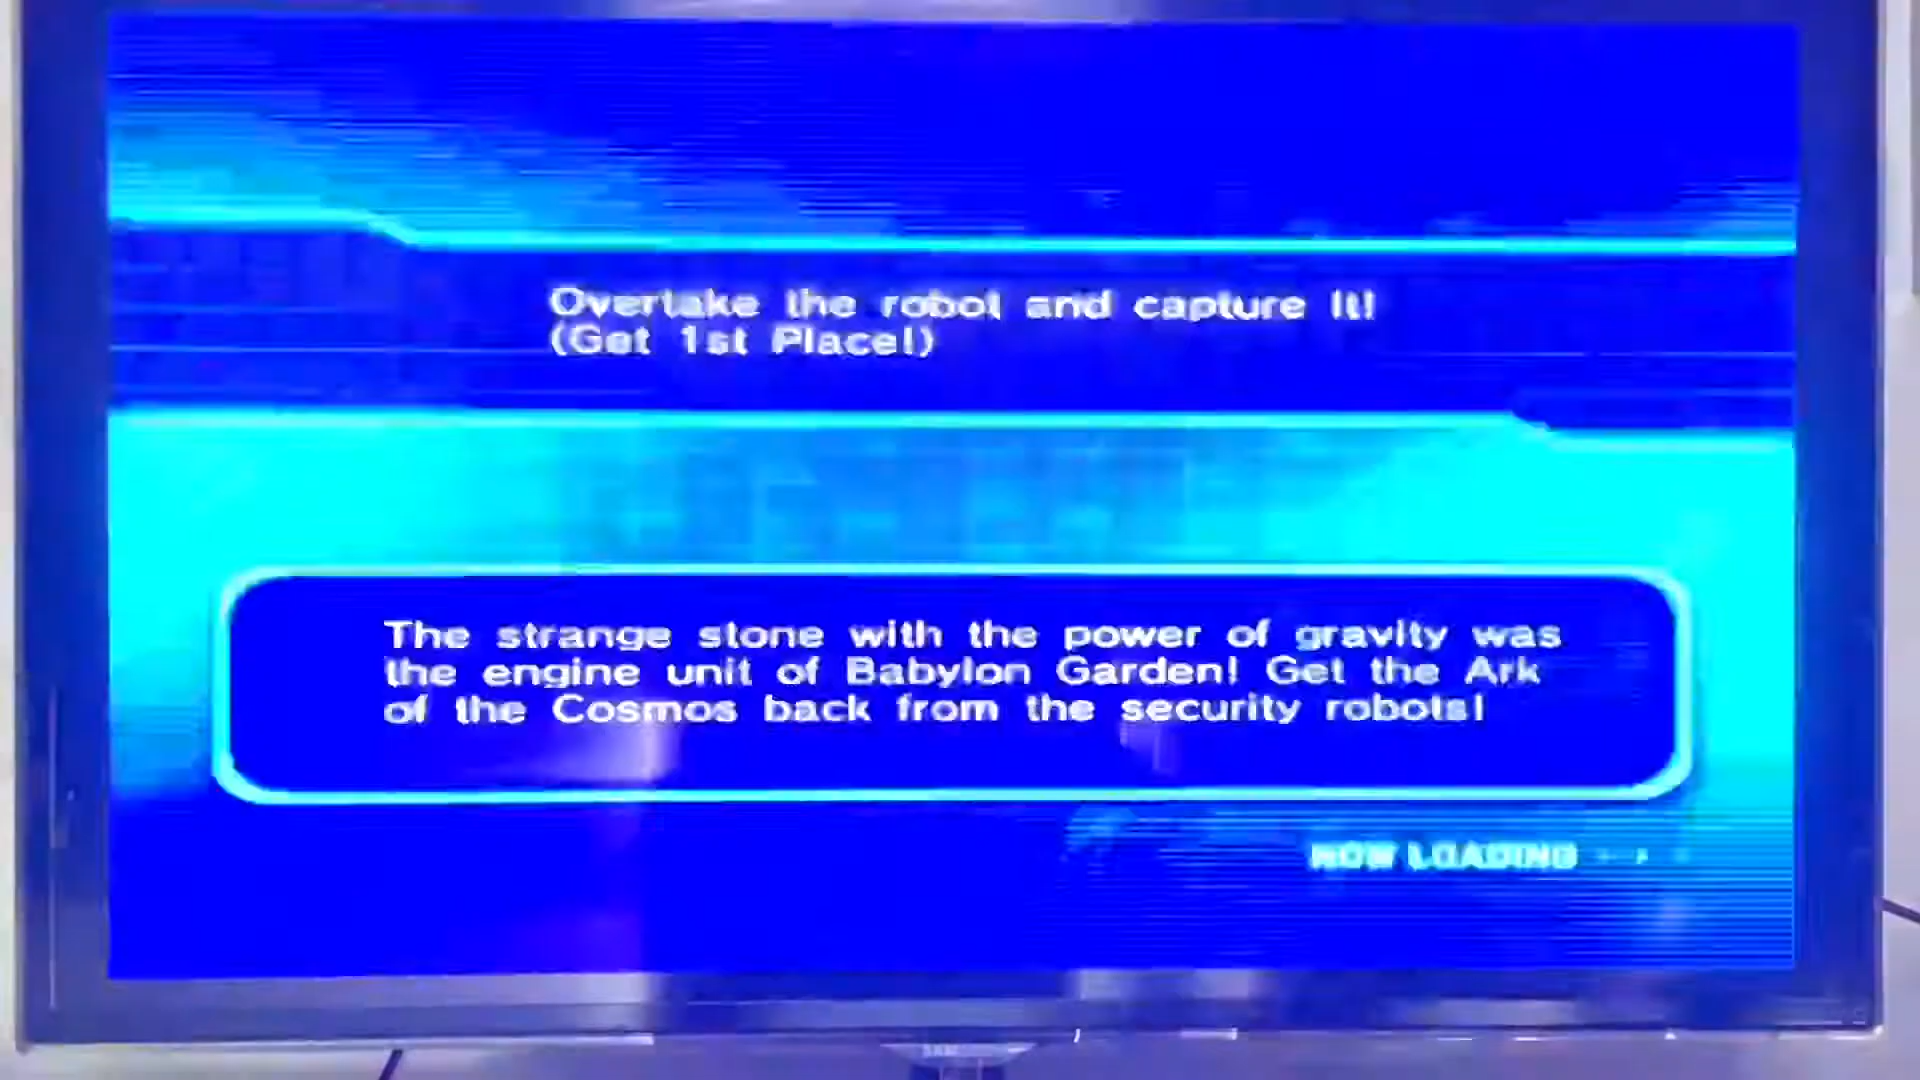 Overtake the robot and capture it!
(Get 1st Place!)
The strange stone with the power of gravity was
the engine unit of Babylon Garden! Get the Ark
of the Cosmos back from the security robots!
NOW LOADING